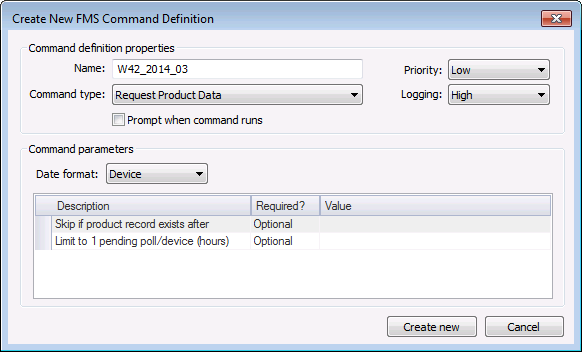 Create New FMS Command Definition
Command definition properties
Name: W42_2014_03 Priority: Low
Command type: Request Product Data Logging: High
Prompt when command runs
Command parameters
Date format: Device
Description Required? Value
Skip if product record exists after Optional
Limit to 1 pending poll/device (hours) Optional
Create new Cancel